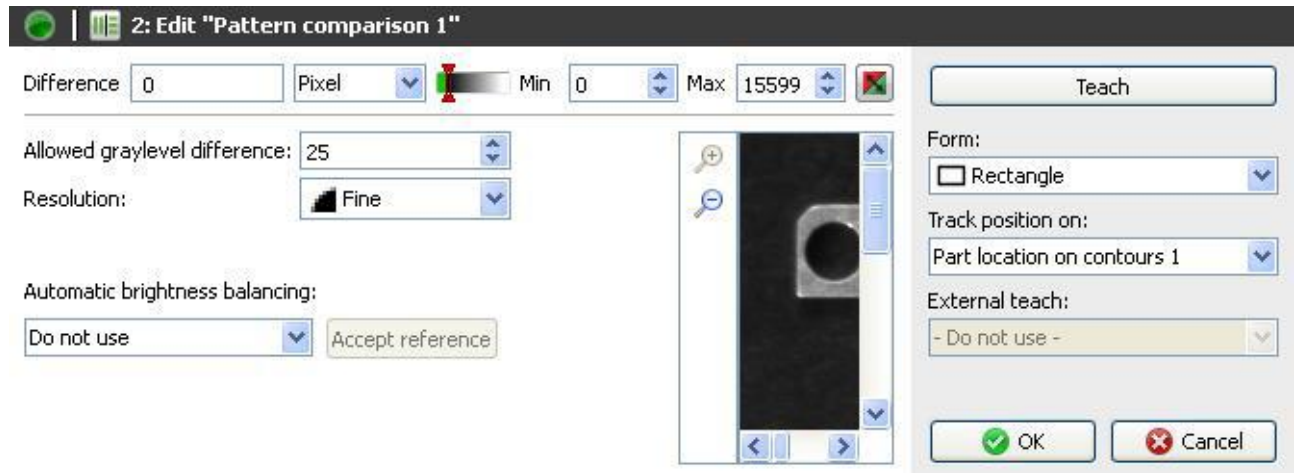 2: Edit "Pattern comparison 1"
Difference 0 Pixel Min 0 Max 15599
Teach
Allowed graylevel difference: 25
Resolution: Fine
Automatic brightness balancing:
Do not use Accept reference
Form:
Rectangle
Track position on:
Part location on contours 1
External teach:
- Do not use -
OK Cancel